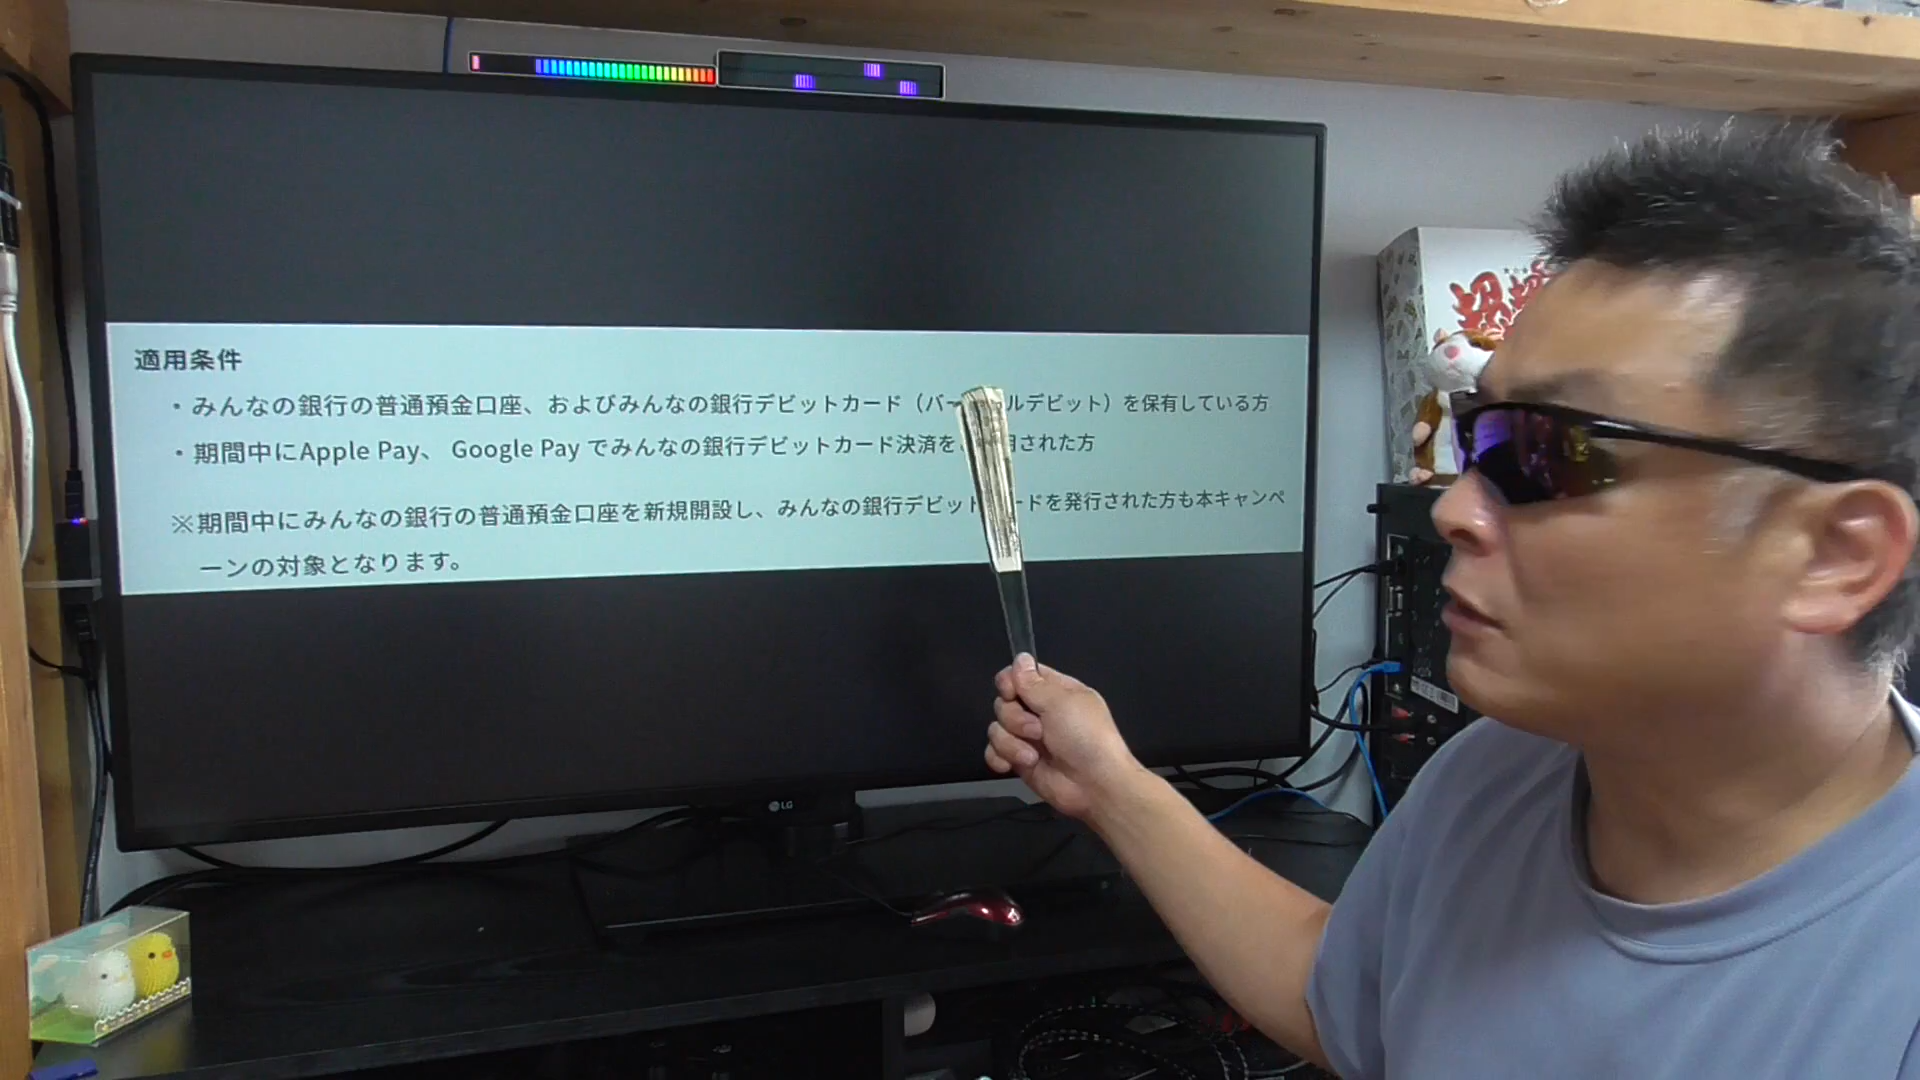 適用条件
・みんなの銀行の普通預金口座、およびみんなの銀行デビットカード（バー ルデビット）を保有している方
・期間中にApple Pay、 Google Pay でみんなの銀行デビットカード決済を 用された方
※期間中にみんなの銀行の普通預金口座を新規開設し、みんなの銀行デビット ードを発行された方も本キャンペ
ーンの対象となります。
LG
超